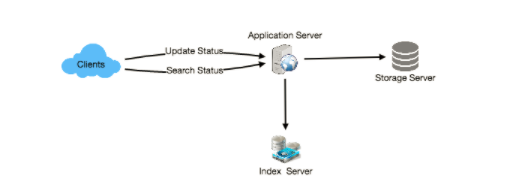 Application Server
Update Status
Clients
Search Status
Storage Server
Index Server